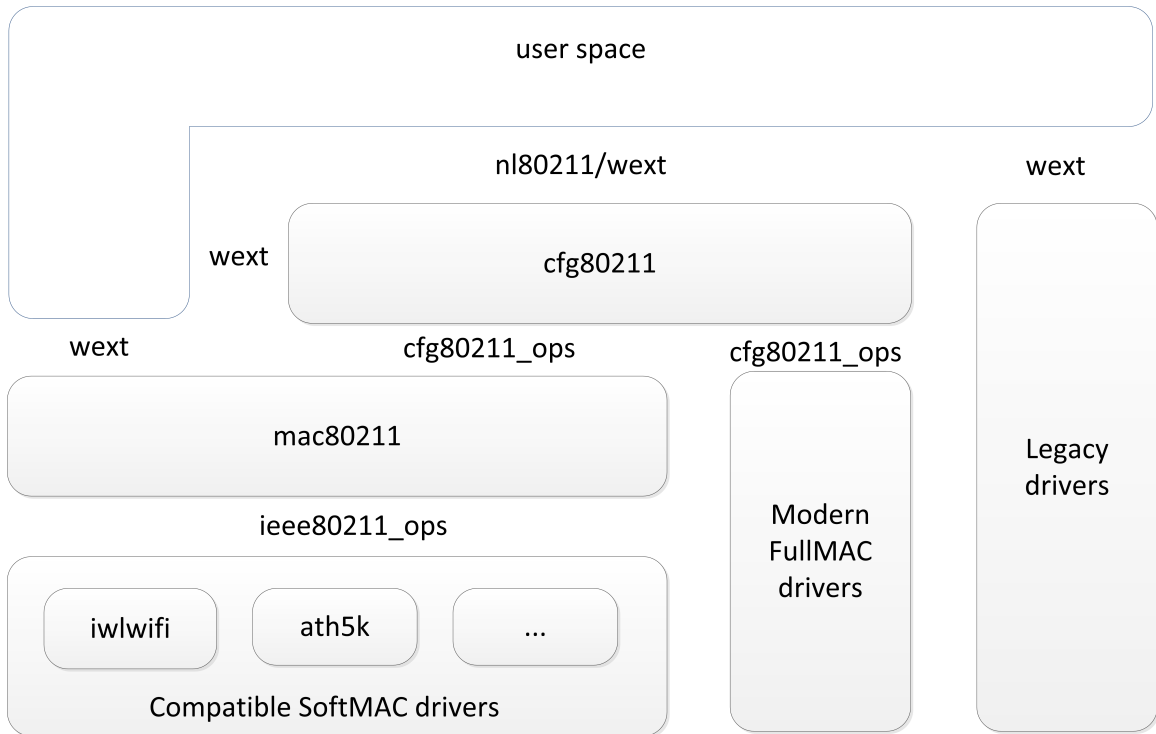 user space
nl80211/wext
wext
wext
cfg80211
wext
cfg80211_ops
cfg80211_ops
mac80211
Legacy
drivers
ieee80211_ops
Modern
FullMAC
drivers
iwlwifi
ath5k
...
Compatible SoftMAC drivers